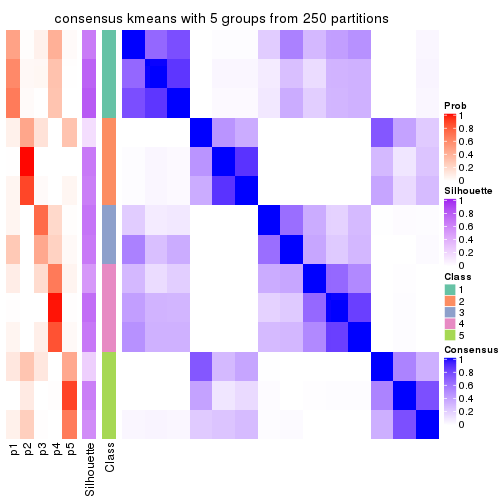 consensus kmeans with 5 groups from 250 partitions
Prob
1
0.8
0.6
0.4
0.2
0
Silhouette
1
0.8
0.6
0.4
0.2
0
Class
1
2
3
4
5
Consensus
1
0.8
0.6
0.4
0.2
0
p1
p2
p3
p4
p5
Silhouette
Class